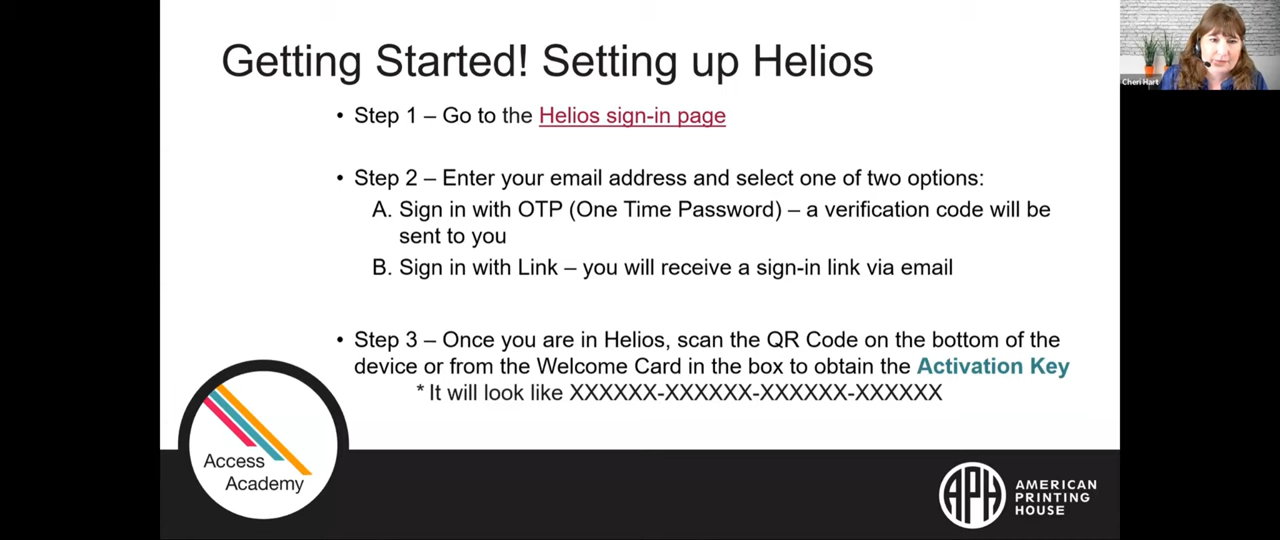 Getting Started! Setting up Helios
• Step 1 – Go to the Helios sign-in page
• Step 2 – Enter your email address and select one of two options:
A. Sign in with OTP (One Time Password) – a verification code will be
sent to you
B. Sign in with Link – you will receive a sign-in link via email
• Step 3 – Once you are in Helios, scan the QR Code on the bottom of the
device or from the Welcome Card in the box to obtain the Activation Key
* It will look like XXXXXX-XXXXXX-XXXXXX-XXXXXX
Access
Academy
APH
AMERICAN
PRINTING
HOUSE
Cheri Hart